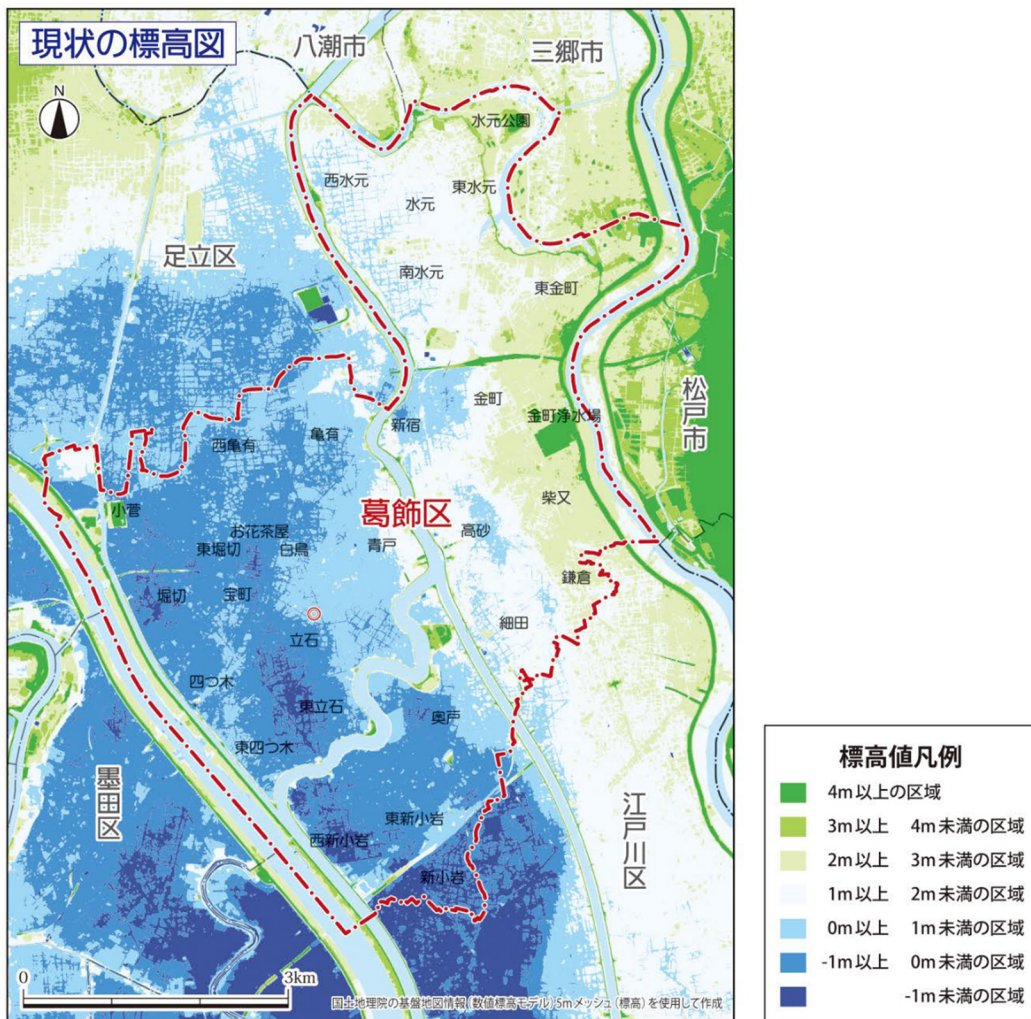 現状の標高図
八潮市
三郷市
N
水元公園
西水元
東水元
水元
足立区
南水元
東金町
松戸市
金町
新宿
金町浄水場
亀有
西亀有
柴又
小菅
葛飾区
お花茶屋
高砂
東堀切
白鳥
青戸
鎌倉
堀切
宝町
細田
立石
四つ木
東立石
奥戸
東四つ木
墨田区
江戸川区
東新小岩
西新小岩
新小岩
0 3km
国土地理院の基盤地図情報(数値標高モデル)5mメッシュ(標高)を使用して作成
標高値凡例
4m以上の区域
3m以上 4m未満の区域
2m以上 3m未満の区域
1m以上 2m未満の区域
0m以上 1m未満の区域
-1m以上 0m未満の区域
-1m未満の区域